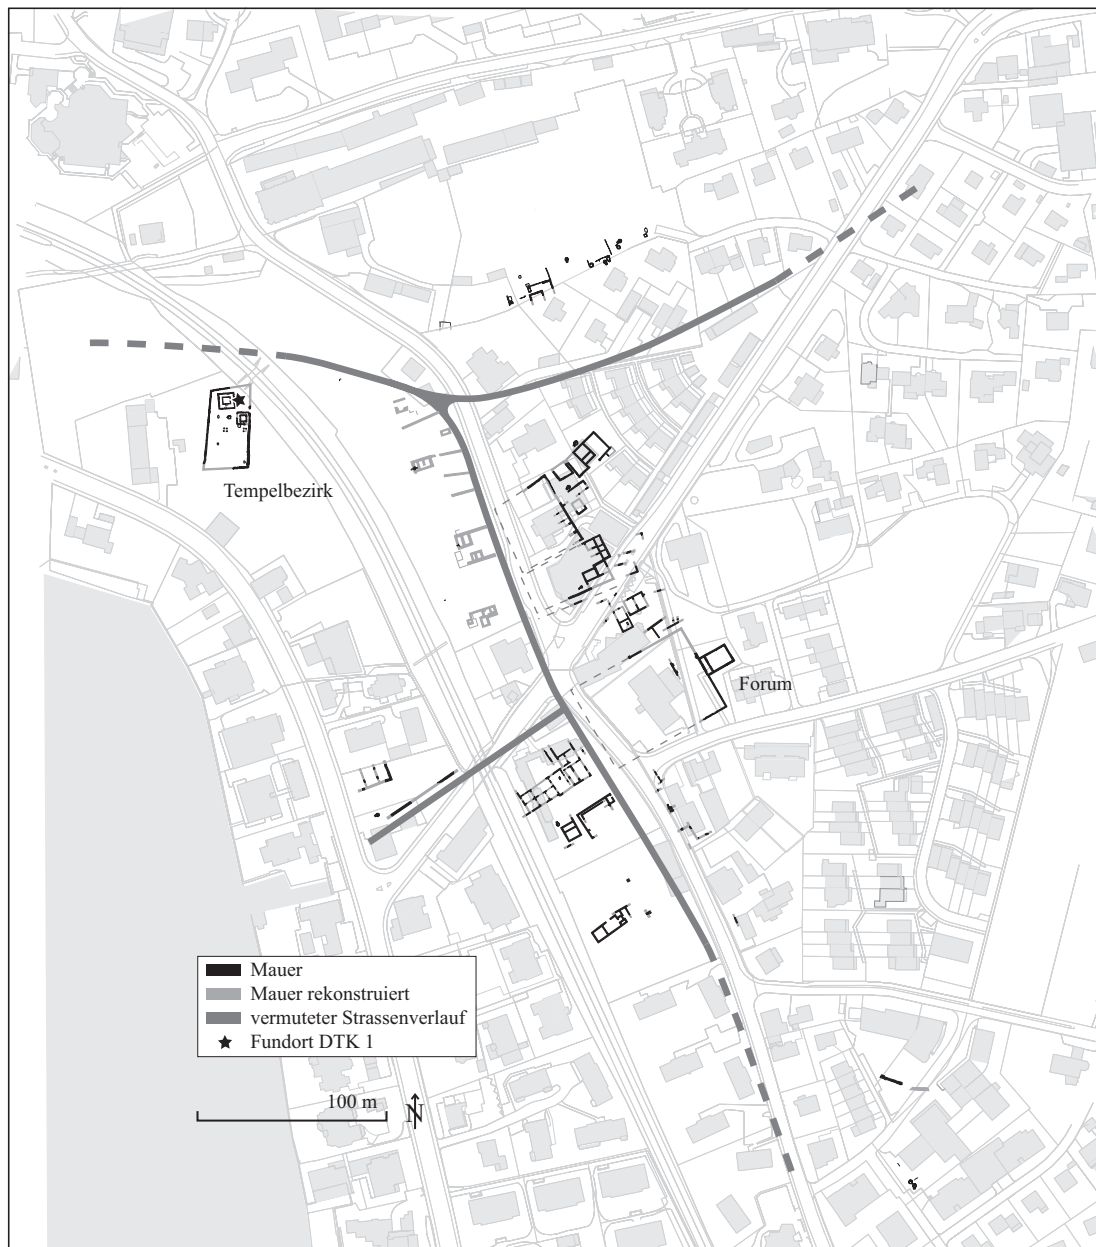 Tempelbezirk
Forum
Mauer
Mauer rekonstruiert
vermuteter Strassenverlauf
Fundort DTK 1
100 m
N